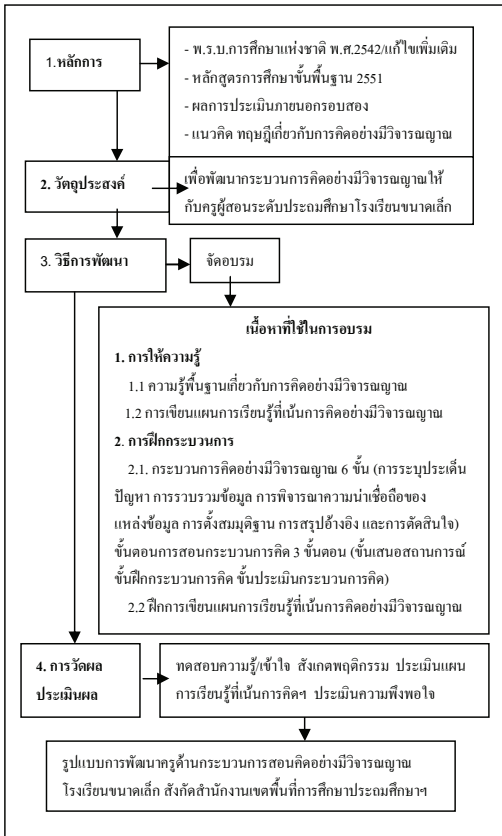 1.หลักการ
- พ.ร.บ.การศึกษาแห่งชาติ พ.ศ.2542/แก้ไขเพิ่มเติม
- หลักสูตรการศึกษาขั้นพื้นฐาน 2551
- ผลการประเมินภายนอกรอบสอง
- แนวคิด ทฤษฎีเกี่ยวกับการคิดอย่างมีวิจารณญาณ
2. วัตถุประสงค์
เพื่อพัฒนากระบวนการคิดอย่างมีวิจารณญาณให้
กับครูผู้สอนระดับประถมศึกษาโรงเรียนขนาดเล็ก
3. วิธีการพัฒนา
จัดอบรม
เนื้อหาที่ใช้ในการอบรม
1. การให้ความรู้
1.1 ความรู้พื้นฐานเกี่ยวกับการคิดอย่างมีวิจารณญาณ
1.2 การเขียนแผนการเรียนรู้ที่เน้นการคิดอย่างมีวิจารณญาณ
2. การฝึกกระบวนการ
2.1. กระบวนการคิดอย่างมีวิจารณญาณ 6 ขั้น (การระบุประเด็น
ปัญหา การรวบรวมข้อมูล การพิจารณาความน่าเชื่อถือของ
แหล่งข้อมูล การตั้งสมมุติฐาน การสรุปอ้างอิง และการตัดสินใจ)
ขั้นตอนการสอนกระบวนการคิด 3 ขั้นตอน (ขั้นเสนอสถานการณ์
ขั้นฝึกกระบวนการคิด ขั้นประเมินกระบวนการคิด)
2.2 ฝึกการเขียนแผนการเรียนรู้ที่เน้นการคิดอย่างมีวิจารณญาณ
4. การวัดผล
ประเมินผล
ทดสอบความรู้/เข้าใจ สังเกตพฤติกรรม ประเมินแผน
การเรียนรู้ที่เน้นการคิดฯ ประเมินความพึงพอใจ
รูปแบบการพัฒนาครูด้านกระบวนการสอนคิดอย่างมีวิจารณญาณ
โรงเรียนขนาดเล็ก สังกัดสำนักงานเขตพื้นที่การศึกษาประถมศึกษาฯ